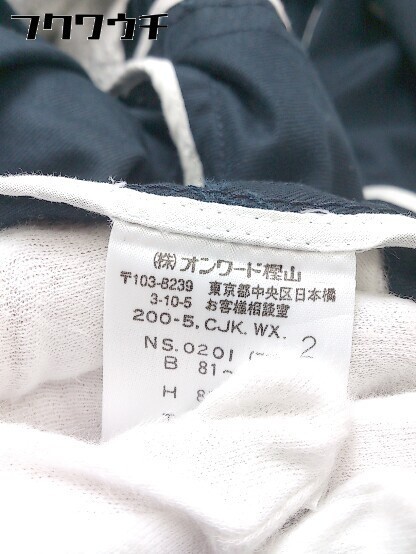 フクワウチ
(株)オンワード樫山
〒103-8239 東京都中央区日本橋
3-10-5 お客様相談室
200-5. CJK. WX.
NS. 0201 2
B 81~
H 8